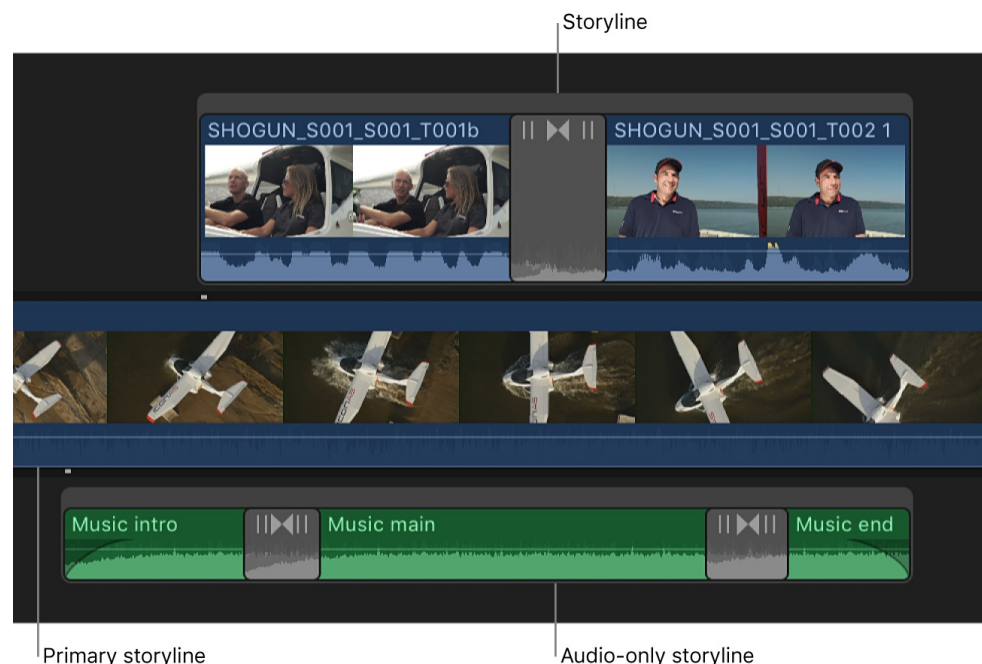 Storyline
SHOGUN_S001_S001_T001b
SHOGUN_S001_S001_T002 1
Music intro
Music main
Music end
Primary storyline
Audio-only storyline